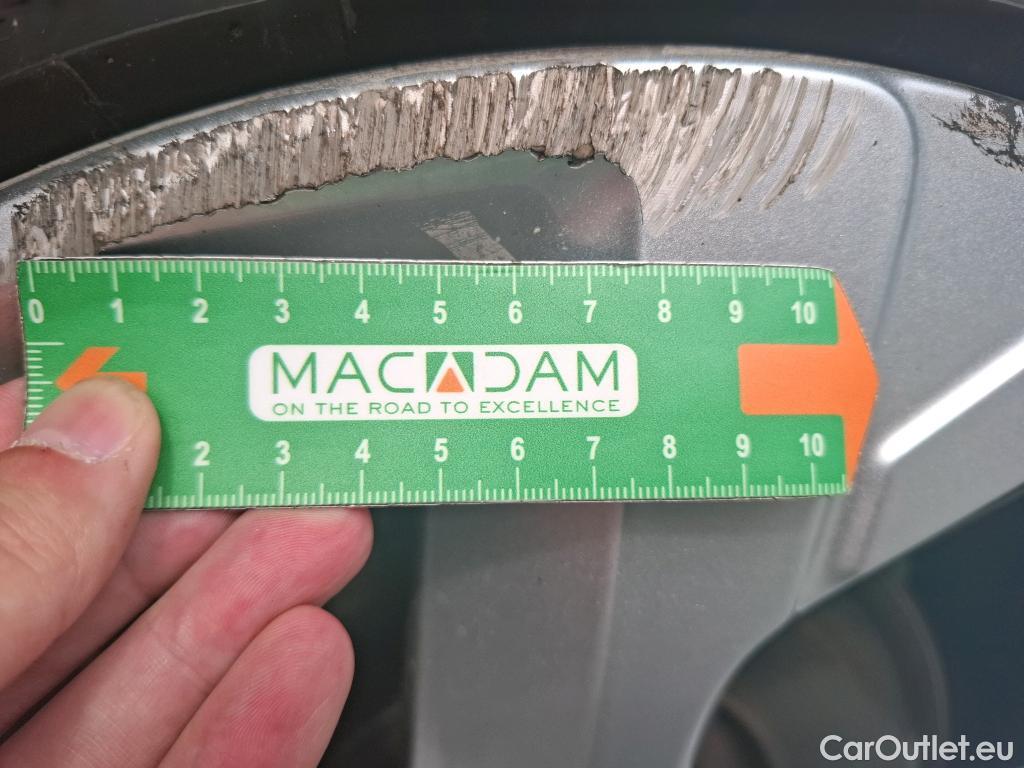 0 1 2 3 4 5 6 7 8 9 10
MACADAM
ON THE ROAD TO EXCELLENCE
2 3 4 5 6 7 8 9 10
CarOutlet.eu